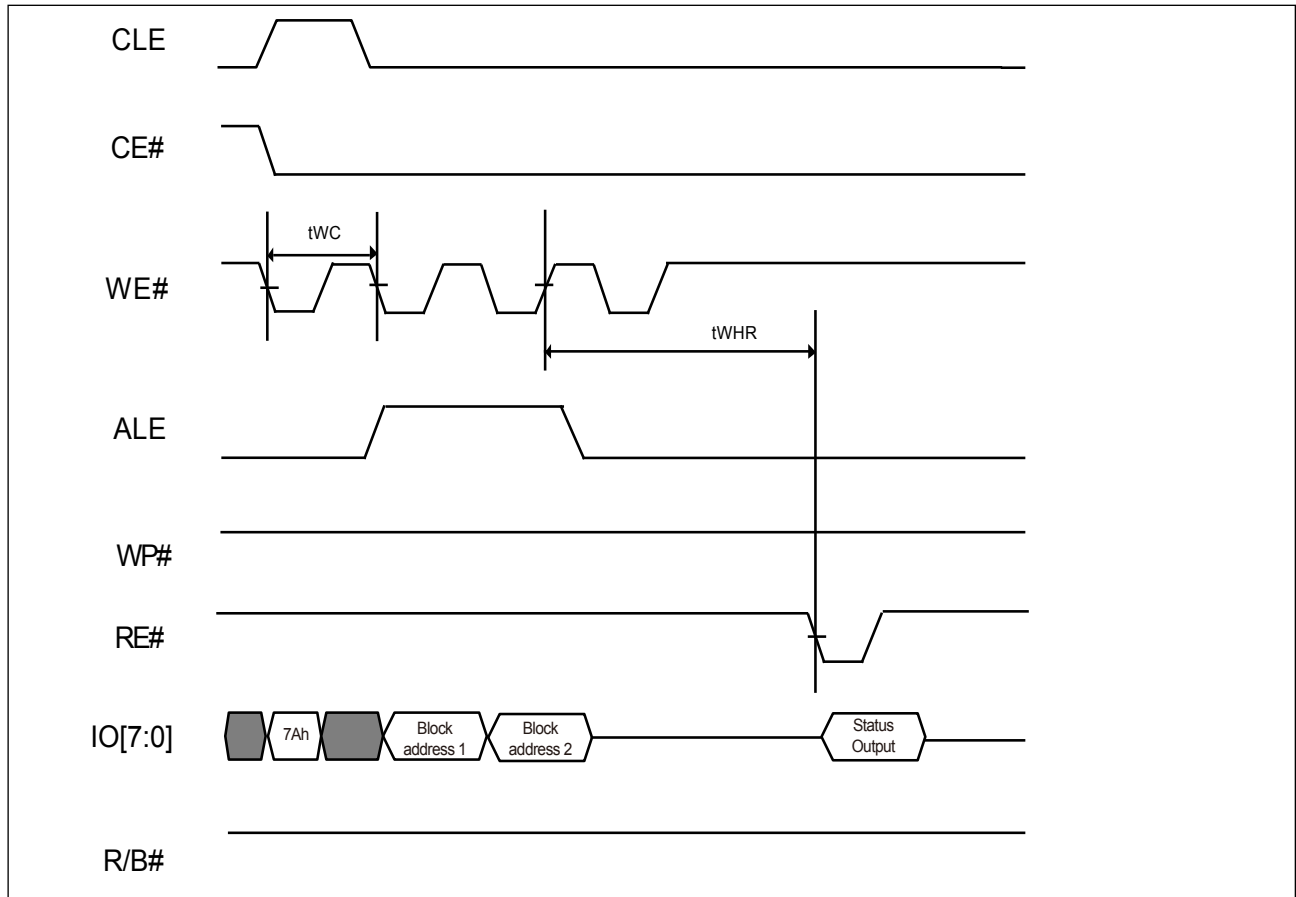 CLE
CE#
tWC
WE#
tWHR
ALE
WP#
RE#
IO[7:0]
7Ah
Block
address 1
Block
address 2
Status
Output
R/B#